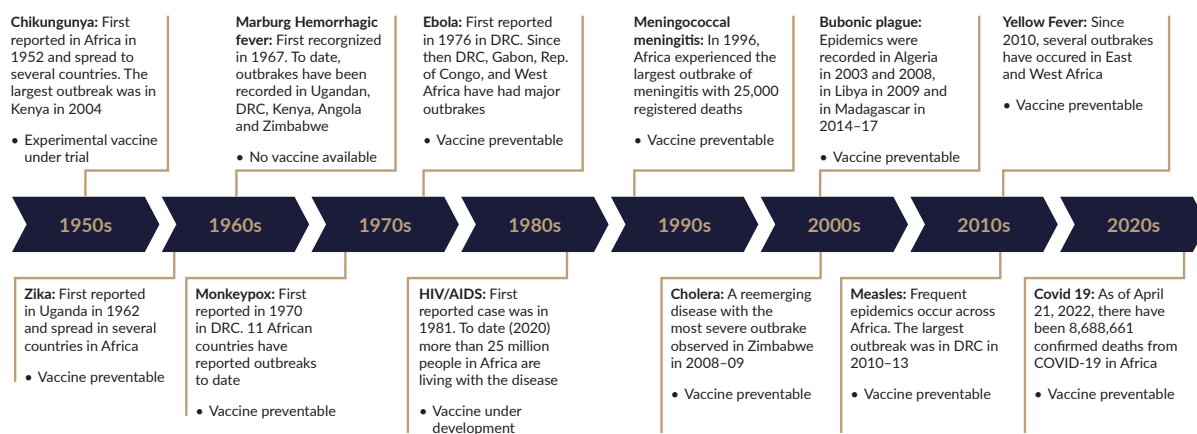 Chikungunya: First
reported in Africa in
1952 and spread to
several countries. The
largest outbreak was in
Kenya in 2004
• Experimental vaccine
under trial
Marburg Hemorrhagic
fever: First recorgnized
in 1967. To date,
outbreaks have been
recorded in Ugandan,
DRC, Kenya, Angola
and Zimbabwe
• No vaccine available
Ebola: First reported
in 1976 in DRC. Since
then DRC, Gabon, Rep.
of Congo, and West
Africa have had major
outbreaks
• Vaccine preventable
Meningococcal
meningitis: In 1996,
Africa experienced the
largest outbrake of
meningitis with 25,000
registered deaths
• Vaccine preventable
Bubonic plague:
Epidemics were
recorded in Algeria
in 2003 and 2008,
in Libya in 2009 and
in Madagascar in
2014–17
• Vaccine preventable
Yellow Fever: Since
2010, several outbreaks
have occured in East
and West Africa
• Vaccine preventable
1950s
1960s
1970s
1980s
1990s
2000s
2010s
2020s
Zika: First reported
in Uganda in 1962
and spread in several
countries in Africa
• Vaccine preventable
Monkeypox: First
reported in 1970
in DRC. 11 African
countries have
reported outbreaks
to date
• Vaccine preventable
HIV/AIDS: First
reported case was in
1981. To date (2020)
more than 25 million
people in Africa are
living with the disease
• Vaccine under
development
Cholera: A reemerging
disease with the
most severe outbreak
observed in Zimbabwe
in 2008–09
• Vaccine preventable
Measles: Frequent
epidemics occur across
Africa. The largest
outbreak was in DRC in
2010–13
• Vaccine preventable
Covid 19: As of April
21, 2022, there have
been 8,688,661
confirmed deaths from
COVID-19 in Africa
• Vaccine preventable